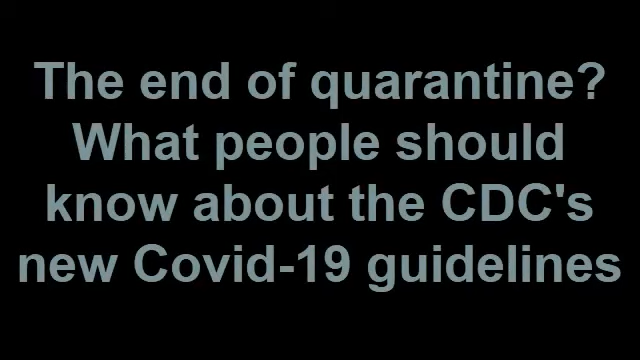 The end of quarantine?
What people should
know about the CDC's
new Covid-19 guidelines